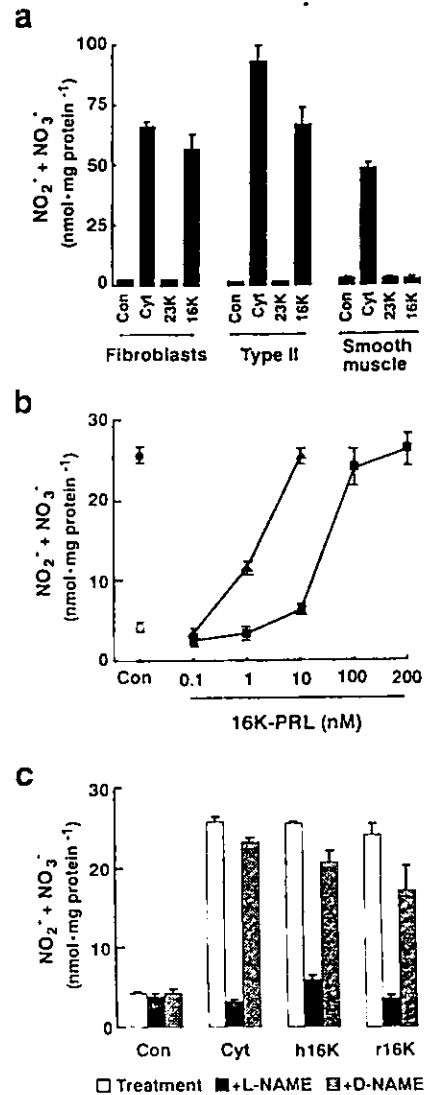 a
NO₂⁻ + NO₃⁻
(nmol·mg protein⁻¹)
100
75
50
25
0
Con Cyt 23K 16K Con Cyt 23K 16K Con Cyt 23K 16K
Fibroblasts Type II Smooth
muscle
b
NO₂⁻ + NO₃⁻
(nmol·mg protein⁻¹)
30
20
10
0
Con 0.1 1 10 100 200
16K-PRL (nM)
c
NO₂⁻ + NO₃⁻
(nmol·mg protein⁻¹)
30
20
10
0
Con Cyt h16K r16K
Treatment +L-NAME +D-NAME